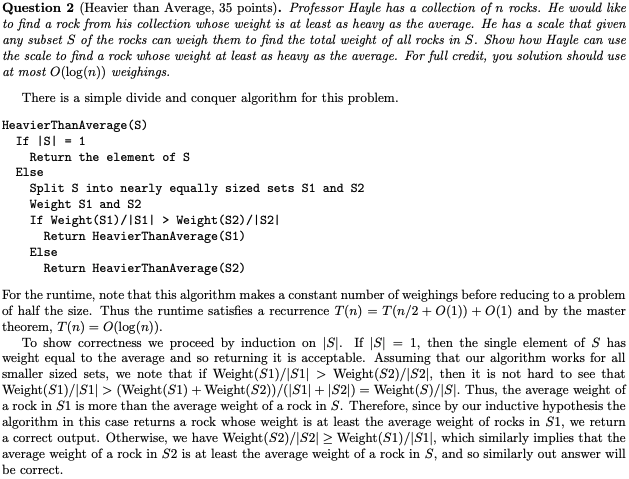 Question 2 (Heavier than Average, 35 points). Professor Hayle has a collection of n rocks. He would like
to find a rock from his collection whose weight is at least as heavy as the average. He has a scale that given
any subset S of the rocks can weigh them to find the total weight of all rocks in S. Show how Hayle can use
the scale to find a rock whose weight at least as heavy as the average. For full credit, you solution should use
at most O(log(n)) weighings.
There is a simple divide and conquer algorithm for this problem.
HeavierThanAverage(S)
If |S| = 1
Return the element of S
Else
Split S into nearly equally sized sets S1 and S2
Weight S1 and S2
If Weight(S1)/|S1| > Weight(S2)/|S2|
Return HeavierThanAverage(S1)
Else
Return HeavierThanAverage(S2)
For the runtime, note that this algorithm makes a constant number of weighings before reducing to a problem
of half the size. Thus the runtime satisfies a recurrence T(n) = T(n/2 + O(1)) + O(1) and by the master
theorem, T(n) = O(log(n)).
To show correctness we proceed by induction on |S|. If |S| = 1, then the single element of S has
weight equal to the average and so returning it is acceptable. Assuming that our algorithm works for all
smaller sized sets, we note that if Weight(S1)/|S1| > Weight(S2)/|S2|, then it is not hard to see that
Weight(S1)/|S1| > (Weight(S1) + Weight(S2))/(|S1| + |S2|) = Weight(S)/|S|. Thus, the average weight of
a rock in S1 is more than the average weight of a rock in S. Therefore, since by our inductive hypothesis the
algorithm in this case returns a rock whose weight is at least the average weight of rocks in S1, we return
a correct output. Otherwise, we have Weight(S2)/|S2| ≥ Weight(S1)/|S1|, which similarly implies that the
average weight of a rock in S2 is at least the average weight of a rock in S, and so similarly out answer will
be correct.